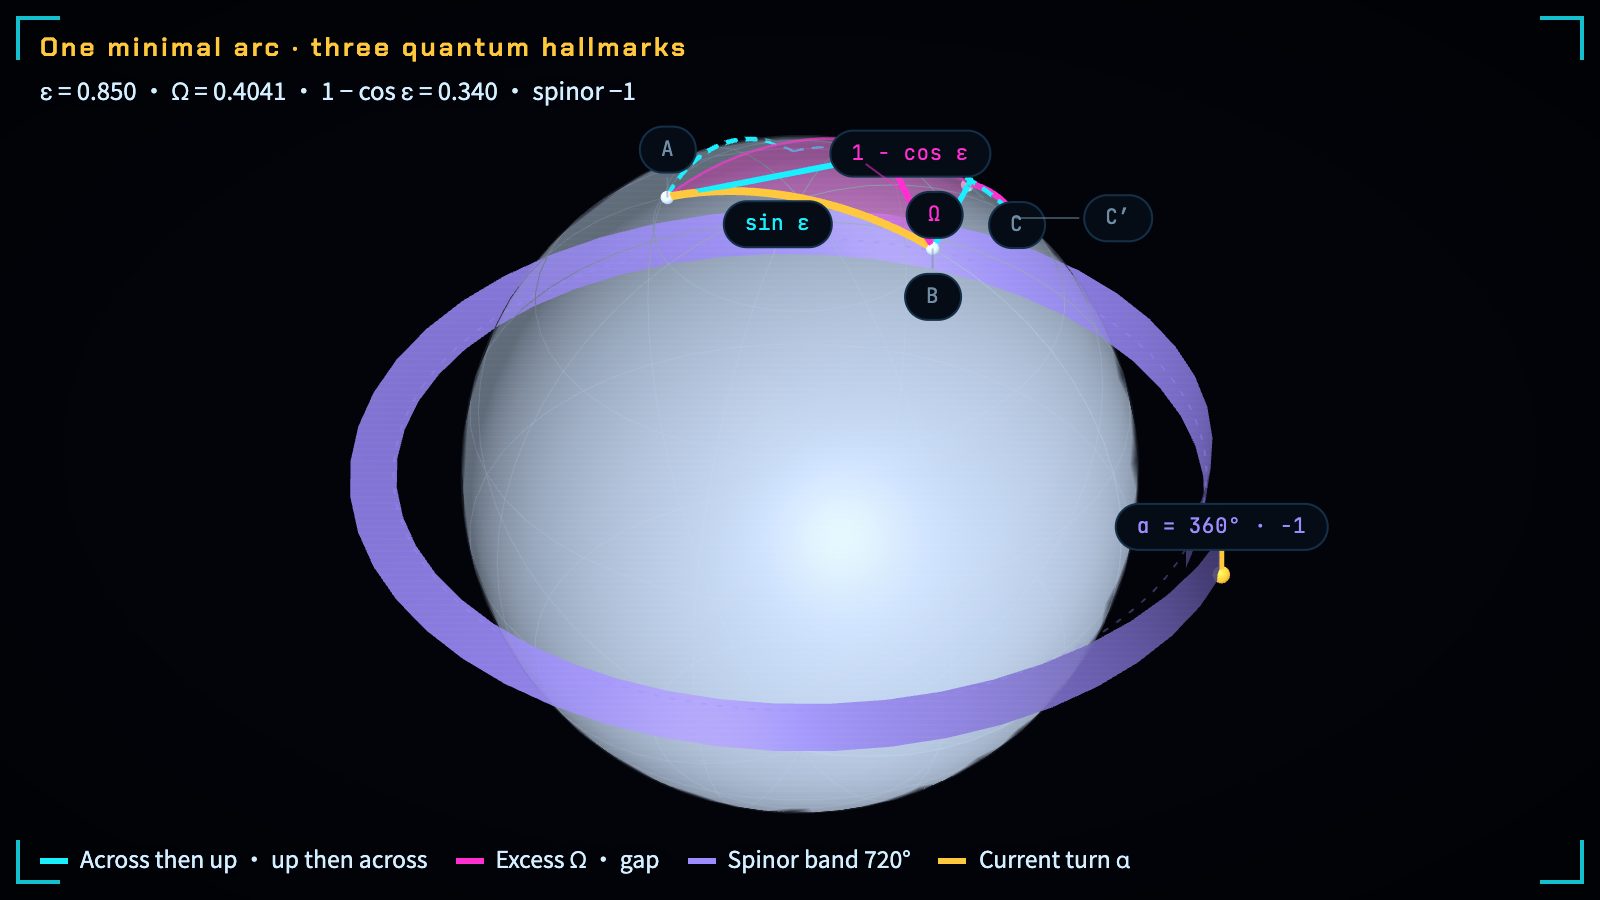 One minimal arc · three quantum hallmarks
ε = 0.850 • Ω = 0.4041 • 1 − cos ε = 0.340 • spinor −1
A
1 - cos ε
sin ε
Ω
C
C′
B
α = 360° · -1
Across then up • up then across
Excess Ω • gap
Spinor band 720°
Current turn α